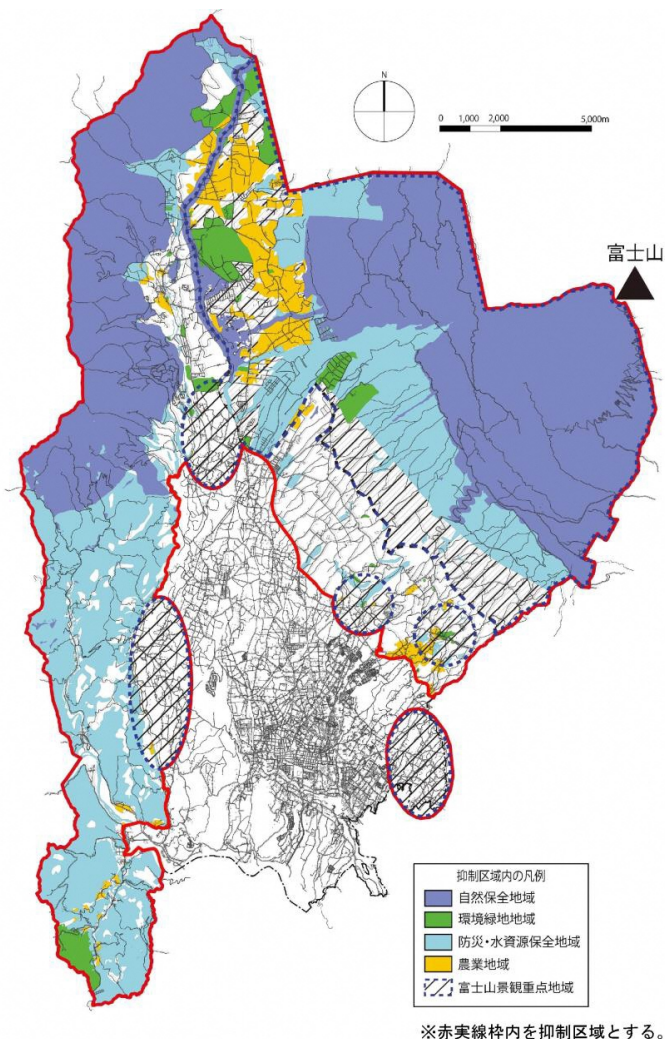 N
0 1,000 2,000 5,000m
富士山
抑制区域内の凡例
自然保全地域
環境緑地地域
防災・水資源保全地域
農業地域
富士山景観重点地域
※赤実線枠内を抑制区域とする。